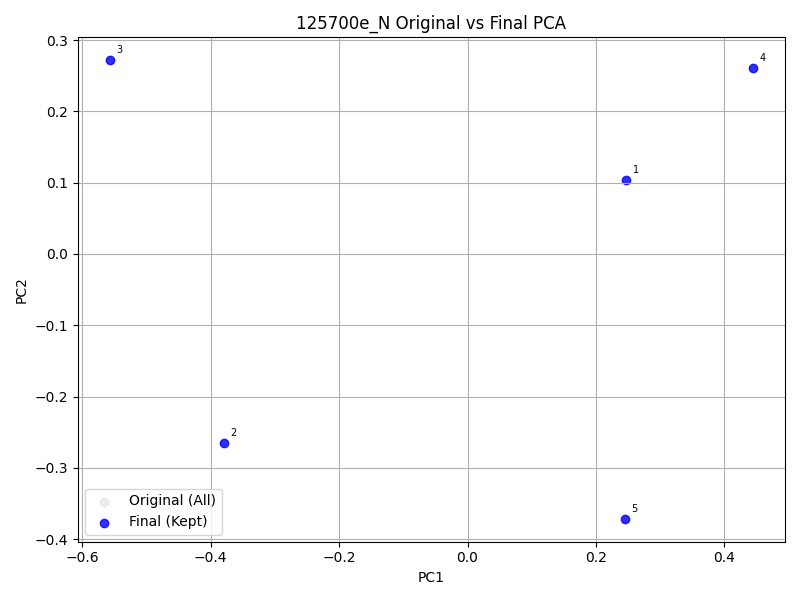 125700e_N Original vs Final PCA
0.3
0.2
0.1
0.0
−0.1
−0.2
−0.3
−0.4
PC2
3
4
1
2
5
Original (All)
Final (Kept)
−0.6 −0.4 −0.2 0.0 0.2 0.4
PC1